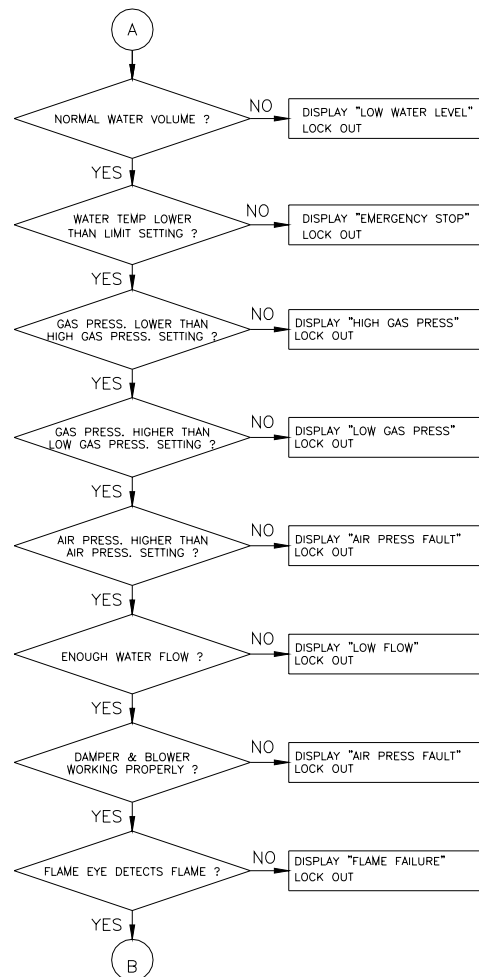 A
NORMAL WATER VOLUME ?
NO
DISPLAY "LOW WATER LEVEL"
LOCK OUT
YES
WATER TEMP LOWER
THAN LIMIT SETTING ?
NO
DISPLAY "EMERGENCY STOP"
LOCK OUT
YES
GAS PRESS. LOWER THAN
HIGH GAS PRESS. SETTING ?
NO
DISPLAY "HIGH GAS PRESS"
LOCK OUT
YES
GAS PRESS. HIGHER THAN
LOW GAS PRESS. SETTING ?
NO
DISPLAY "LOW GAS PRESS"
LOCK OUT
YES
AIR PRESS. HIGHER THAN
AIR PRESS. SETTING ?
NO
DISPLAY "AIR PRESS FAULT"
LOCK OUT
YES
ENOUGH WATER FLOW ?
NO
DISPLAY "LOW FLOW"
LOCK OUT
YES
DAMPER & BLOWER
WORKING PROPERLY ?
NO
DISPLAY "AIR PRESS FAULT"
LOCK OUT
YES
FLAME EYE DETECTS FLAME ?
NO
DISPLAY "FLAME FAILURE"
LOCK OUT
YES
B